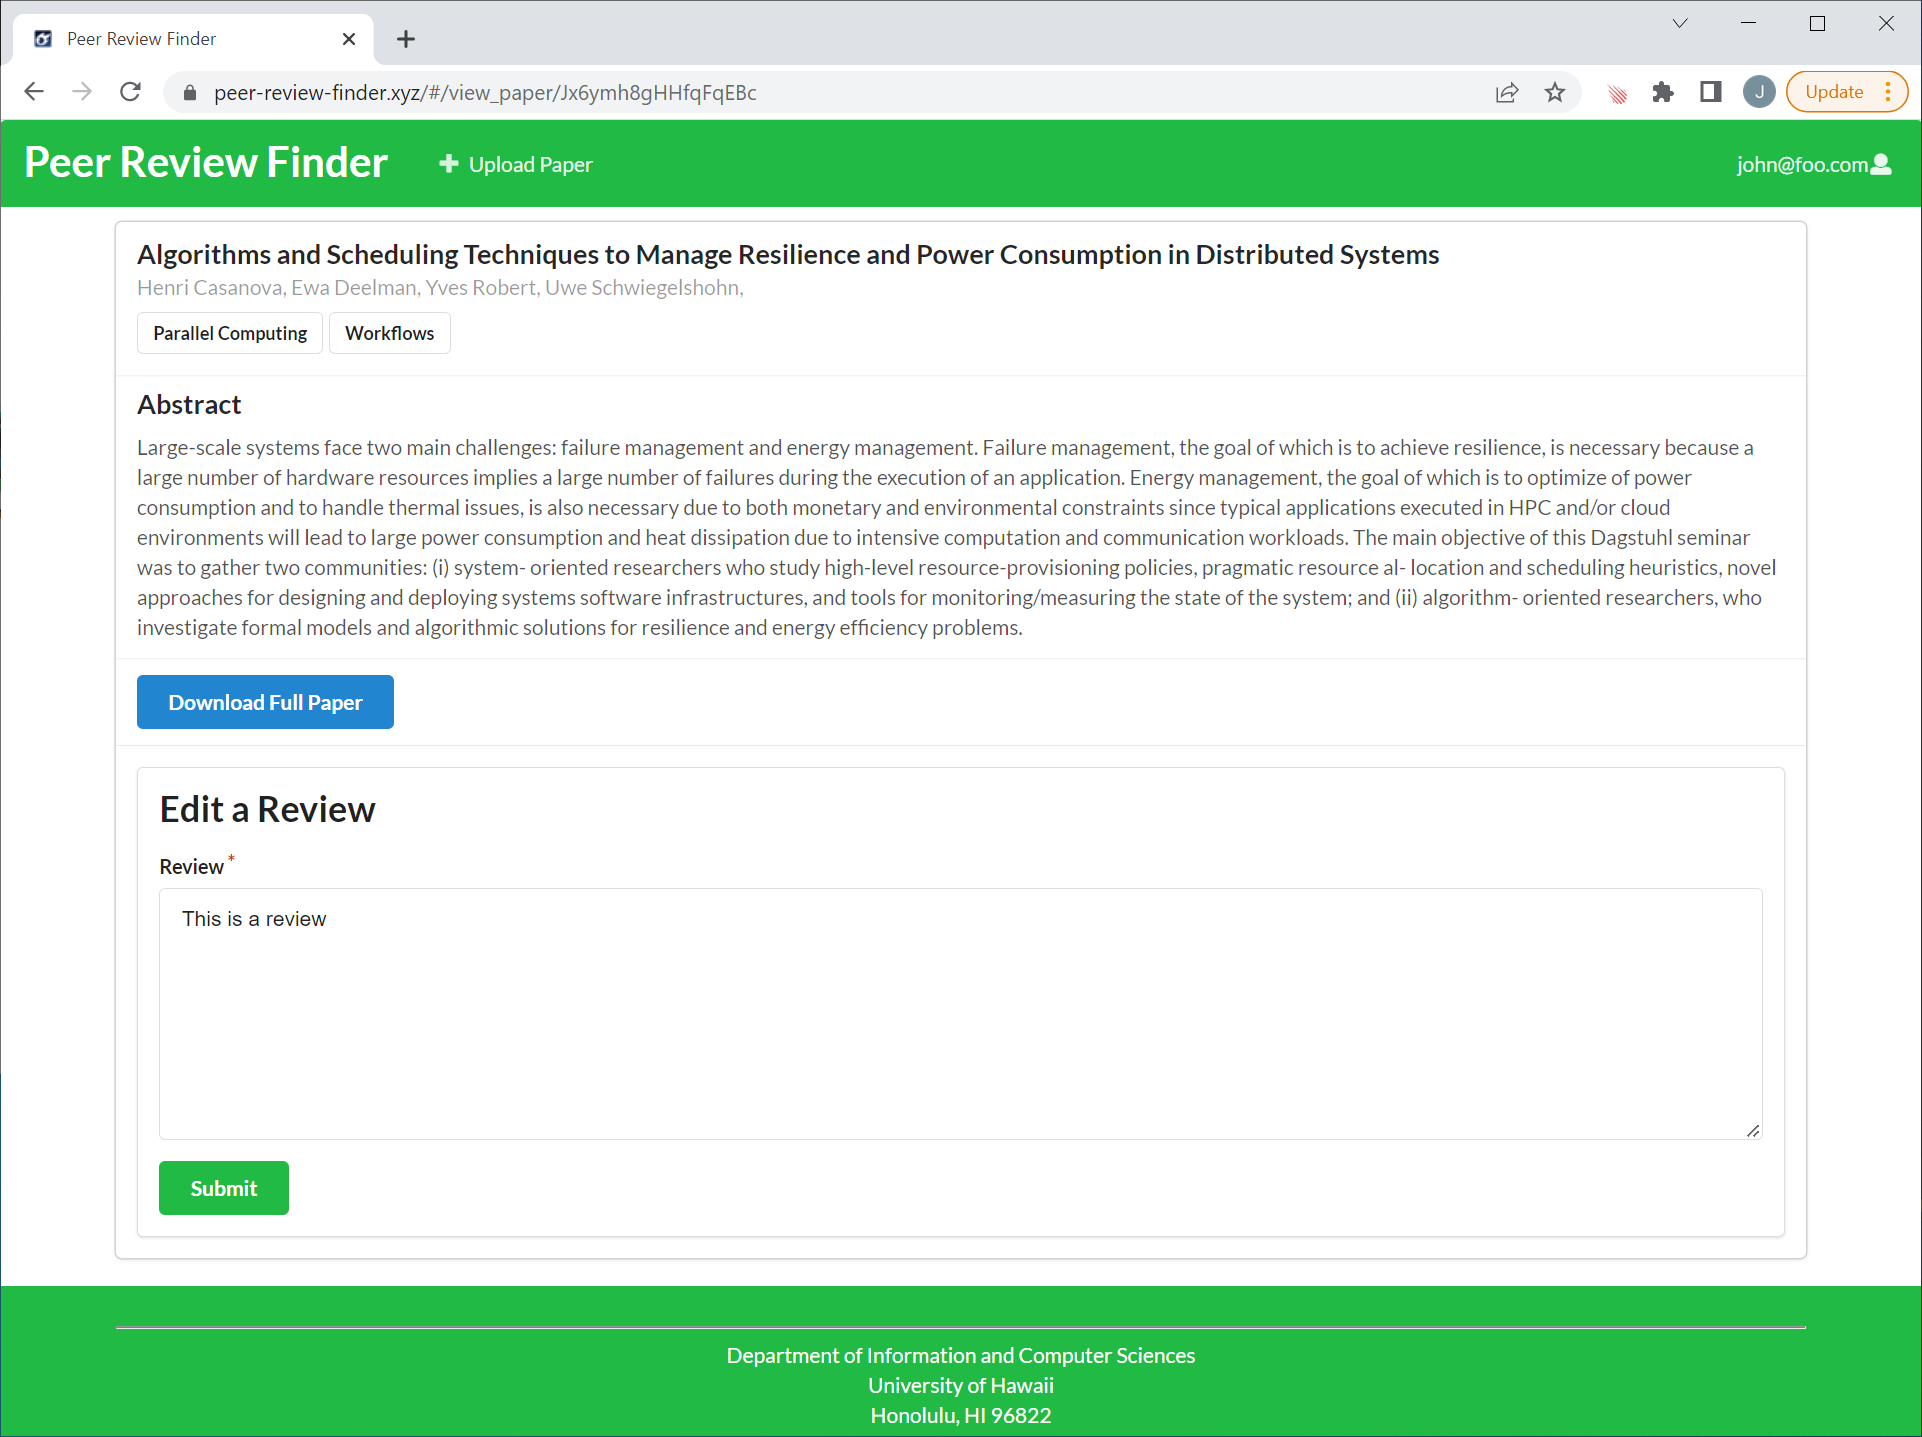 Peer Review Finder
peer-review-finder.xyz/#/view_paper/Jx6ymh8gHHfqFqEBc
J
Update
Peer Review Finder
Upload Paper
john@foo.com
Algorithms and Scheduling Techniques to Manage Resilience and Power Consumption in Distributed Systems
Henri Casanova, Ewa Deelman, Yves Robert, Uwe Schwiegelshohn,
Parallel Computing
Workflows
Abstract
Large-scale systems face two main challenges: failure management and energy management. Failure management, the goal of which is to achieve resilience, is necessary because a
large number of hardware resources implies a large number of failures during the execution of an application. Energy management, the goal of which is to optimize of power
consumption and to handle thermal issues, is also necessary due to both monetary and environmental constraints since typical applications executed in HPC and/or cloud
environments will lead to large power consumption and heat dissipation due to intensive computation and communication workloads. The main objective of this Dagstuhl seminar
was to gather two communities: (i) system- oriented researchers who study high-level resource-provisioning policies, pragmatic resource al- location and scheduling heuristics, novel
approaches for designing and deploying systems software infrastructures, and tools for monitoring/measuring the state of the system; and (ii) algorithm- oriented researchers, who
investigate formal models and algorithmic solutions for resilience and energy efficiency problems.
Download Full Paper
Edit a Review
Review *
This is a review
Submit
Department of Information and Computer Sciences
University of Hawaii
Honolulu, HI 96822